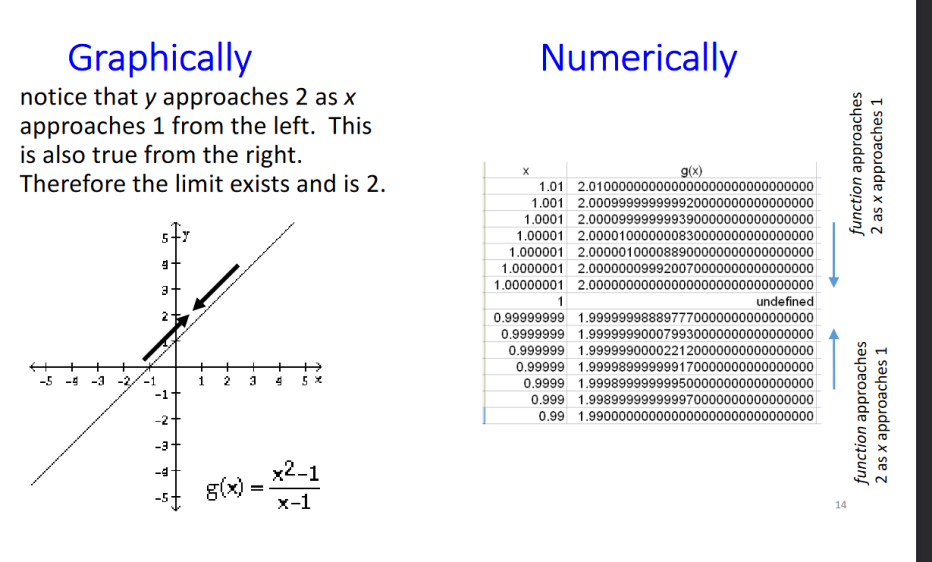 Graphically
notice that y approaches 2 as x
approaches 1 from the left. This
is also true from the right.
Therefore the limit exists and is 2.
5 y
4
3
2
1
-5 -4 -3 -2 -1 1 2 3 4 5 x
-1
-2
-3
-4
-5
g(x) = x2-1
x-1
Numerically
x g(x)
1.01 2.010000000000000000000000000000
1.001 2.000999999999920000000000000000
1.0001 2.000099999999390000000000000000
1.00001 2.000010000000830000000000000000
1.000001 2.000001000088900000000000000000
1.0000001 2.000000099920070000000000000000
1.00000001 2.000000000000000000000000000000
1 undefined
0.99999999 1.999999988897770000000000000000
0.9999999 1.999999900079930000000000000000
0.999999 1.999999000022120000000000000000
0.99999 1.999989999999170000000000000000
0.9999 1.999899999999500000000000000000
0.999 1.998999999999970000000000000000
0.99 1.990000000000000000000000000000
function approaches
2 as x approaches 1
function approaches
2 as x approaches 1
14